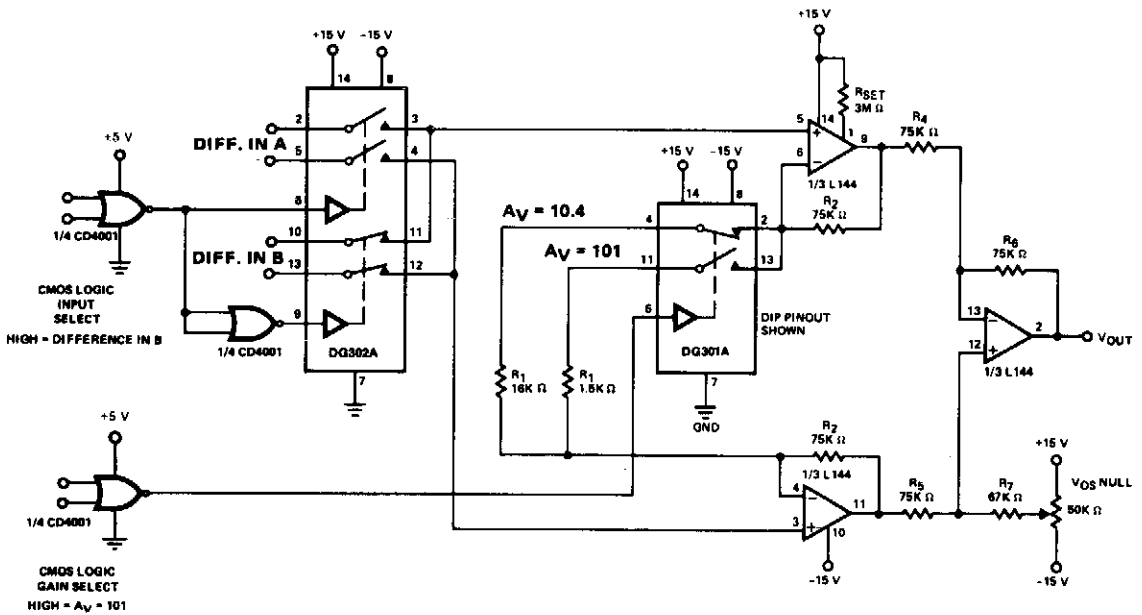 +5 V
1/4 CD4001
CMOS LOGIC
INPUT
SELECT
HIGH = DIFFERENCE IN B
1/4 CD4001
+5 V
1/4 CD4001
CMOS LOGIC
GAIN SELECT
HIGH = AV = 101
+15 V
-15 V
14
8
2
3
DIFF. IN A
5
4
6
10
11
DIFF. IN B
13
12
9
DG302A
7
+15 V
-15 V
14
8
AV = 10.4
4
2
AV = 101
11
13
6
DIP PINOUT
SHOWN
DG301A
7
GND
R1
16K Ω
R1
1.5K Ω
+15 V
RSET
3M Ω
14
1
5
6
9
1/3 L144
R4
75K Ω
R2
75K Ω
R6
75K Ω
13
12
2
VOUT
1/3 L144
R2
75K Ω
1/3 L144
4
3
11
10
-15 V
R5
75K Ω
R7
67K Ω
+15 V
VOS NULL
50K Ω
-15 V